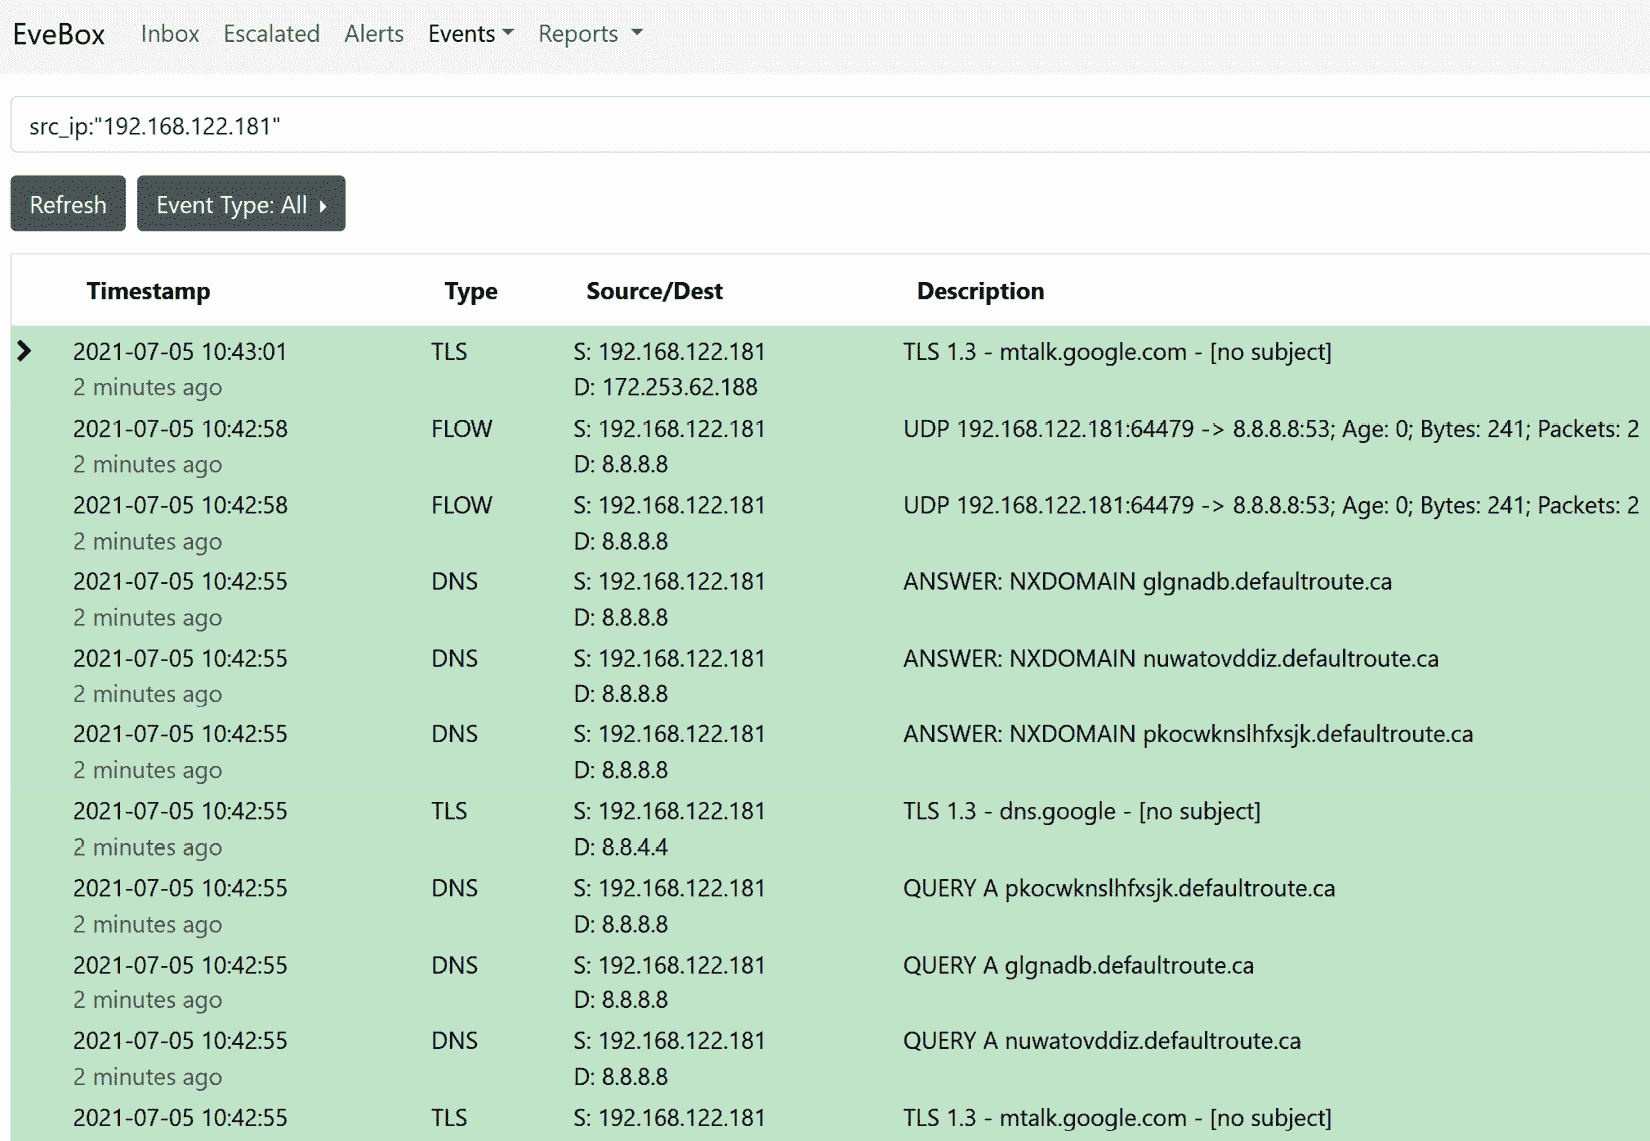 EveBox Inbox Escalated Alerts Events Reports
src_ip:"192.168.122.181"
Refresh Event Type: All
Timestamp Type Source/Dest Description
2021-07-05 10:43:01 TLS S: 192.168.122.181 TLS 1.3 - mtalk.google.com - [no subject]
2 minutes ago D: 172.253.62.188
2021-07-05 10:42:58 FLOW S: 192.168.122.181 UDP 192.168.122.181:64479 -> 8.8.8.8:53; Age: 0; Bytes: 241; Packets: 2
2 minutes ago D: 8.8.8.8
2021-07-05 10:42:58 FLOW S: 192.168.122.181 UDP 192.168.122.181:64479 -> 8.8.8.8:53; Age: 0; Bytes: 241; Packets: 2
2 minutes ago D: 8.8.8.8
2021-07-05 10:42:55 DNS S: 192.168.122.181 ANSWER: NXDOMAIN glgnadb.defaultroute.ca
2 minutes ago D: 8.8.8.8
2021-07-05 10:42:55 DNS S: 192.168.122.181 ANSWER: NXDOMAIN nuwatovddiz.defaultroute.ca
2 minutes ago D: 8.8.8.8
2021-07-05 10:42:55 DNS S: 192.168.122.181 ANSWER: NXDOMAIN pkocwknslhfxsjk.defaultroute.ca
2 minutes ago D: 8.8.8.8
2021-07-05 10:42:55 TLS S: 192.168.122.181 TLS 1.3 - dns.google - [no subject]
2 minutes ago D: 8.8.4.4
2021-07-05 10:42:55 DNS S: 192.168.122.181 QUERY A pkocwknslhfxsjk.defaultroute.ca
2 minutes ago D: 8.8.8.8
2021-07-05 10:42:55 DNS S: 192.168.122.181 QUERY A glgnadb.defaultroute.ca
2 minutes ago D: 8.8.8.8
2021-07-05 10:42:55 DNS S: 192.168.122.181 QUERY A nuwatovddiz.defaultroute.ca
2 minutes ago D: 8.8.8.8
2021-07-05 10:42:55 TLS S: 192.168.122.181 TLS 1.3 - mtalk.google.com - [no subject]